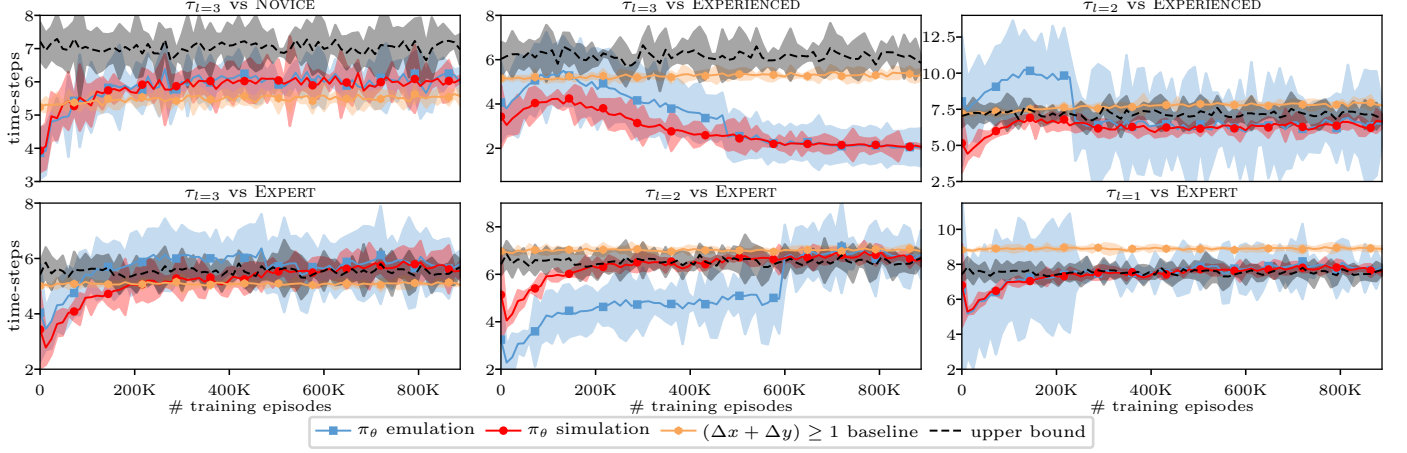 τl=3 vs NOVICE
τl=3 vs EXPERIENCED
τl=2 vs EXPERIENCED
8
7
6
5
4
3
time-steps
8
6
4
2
12.5
10.0
7.5
5.0
2.5
τl=3 vs EXPERT
τl=2 vs EXPERT
τl=1 vs EXPERT
8
6
4
2
time-steps
8
6
4
2
10
8
6
4
2
0 200K 400K 600K 800K
0 200K 400K 600K 800K
0 200K 400K 600K 800K
# training episodes
# training episodes
# training episodes
πθ emulation πθ simulation (Δx + Δy) ≥ 1 baseline upper bound